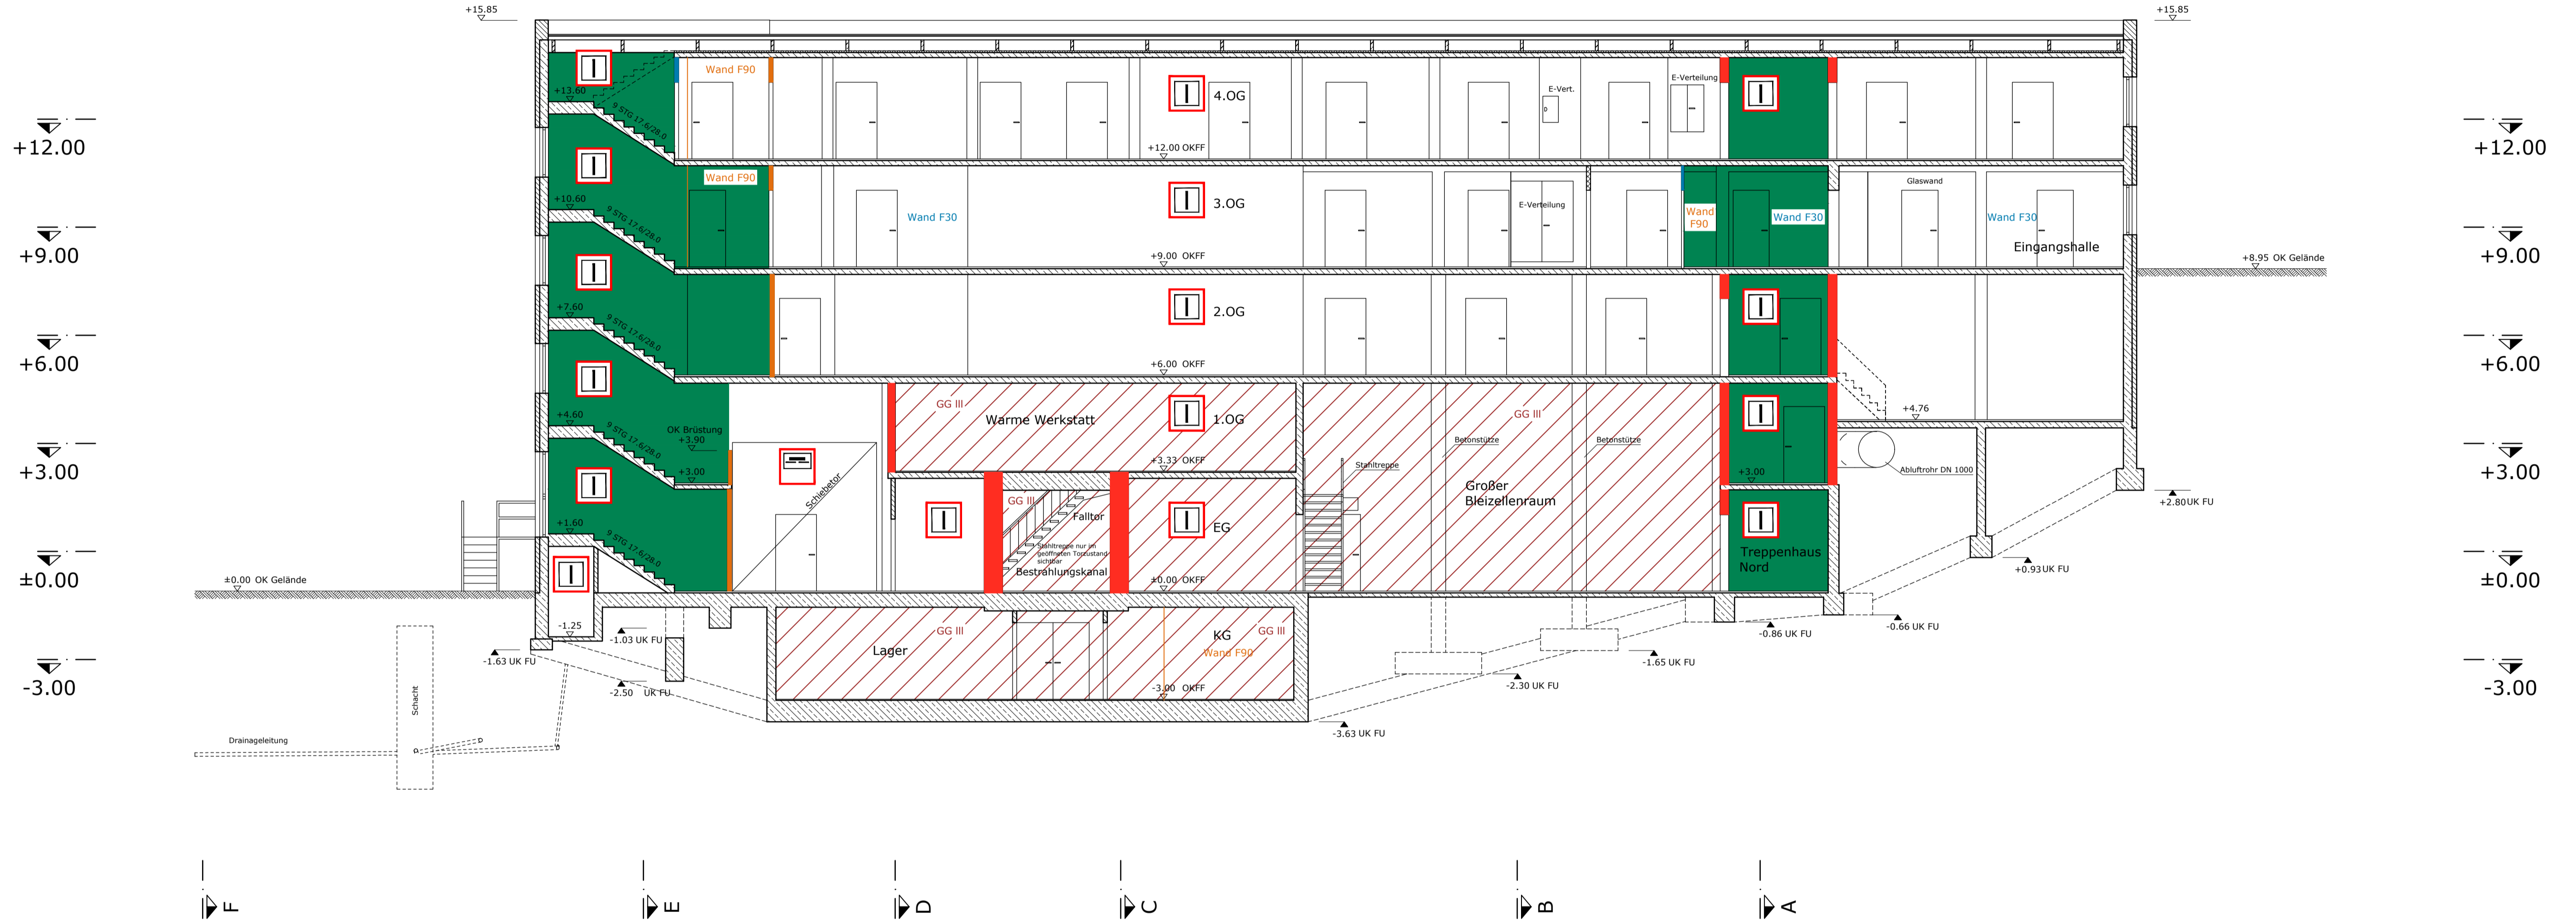 +15.85
+15.85
Wand F90
E-Verteilung
E-Vert.
4.OG
+13.60
9 STG 17.6/28.0
+12.00
+12.00 OKFF
+12.00
Wand F90
Glaswand
3.OG
E-Verteilung
+10.60
9 STG 17.6/28.0
Wand F30
Wand
F90
Wand F30
Wand F30
Eingangshalle
+9.00
+9.00 OKFF
+8.95 OK Gelände
+9.00
+7.60
9 STG 17.6/28.0
2.OG
+6.00
+6.00 OKFF
+6.00
GG III
Warme Werkstatt
1.OG
GG III
+4.60
9 STG 17.6/28.0
+4.76
OK Brüstung
+3.90
Betonstütze
Betonstütze
+3.00
+3.00
+3.33 OKFF
Stahltreppe
+3.00
Abluftrohr DN 1000
+3.00
Schiebetor
Großer
Bleizellenraum
GG III
Falltor
EG
+2.80 UK FU
+1.60
9 STG 17.6/28.0
Stahltreppe nur im
geöffneten Torzustand
sichtbar
Bestrahlungskanal
Treppenhaus
Nord
+0.93 UK FU
±0.00
±0.00 OK Gelände
±0.00 OKFF
±0.00
-1.25
-1.03 UK FU
GG III
KG
GG III
-0.86 UK FU
-0.66 UK FU
-1.63 UK FU
Lager
Wand F90
-1.65 UK FU
-3.00
-2.50 UK FU
-3.00 OKFF
-2.30 UK FU
-3.00
Schacht
-3.63 UK FU
Drainageleitung
F
E
D
C
B
A